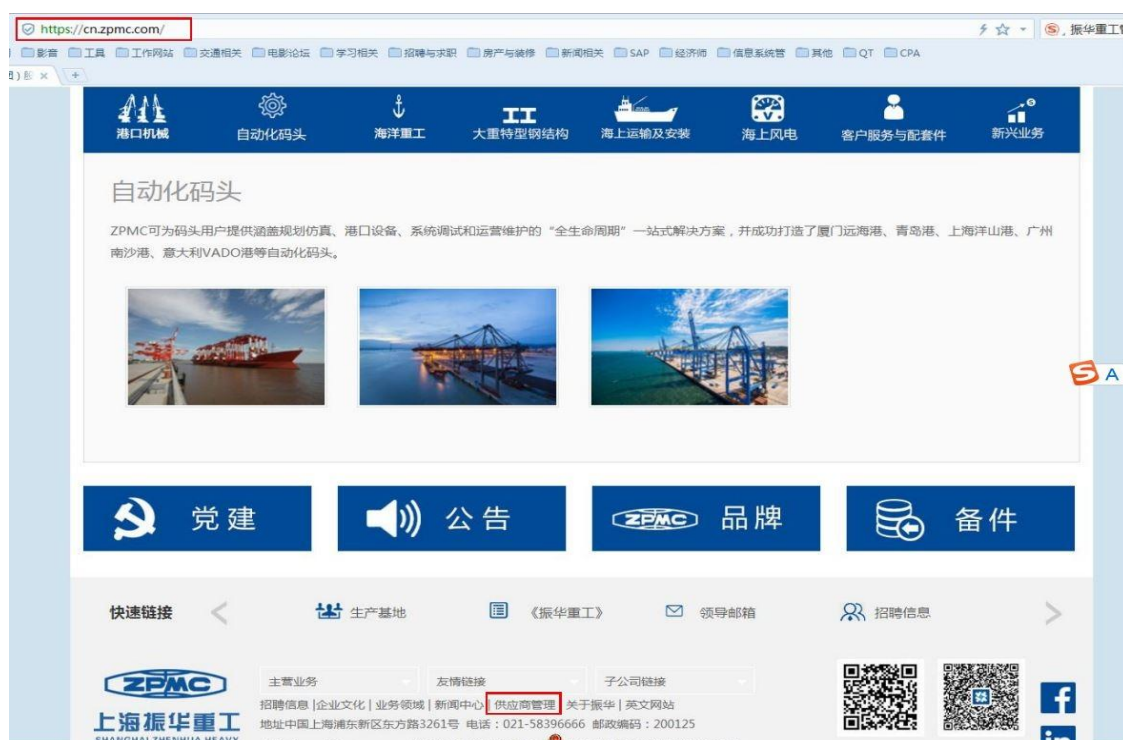 https://cn.zpmc.com/
振华重工
影音 工具 工作网站 交通相关 电影论坛 学习相关 招聘与求职 房产与装修 新闻相关 SAP 经济师 信息系统管 其他 QT CPA
港口机械 自动化码头 海洋重工 大重特型钢结构 海上运输及安装 海上风电 客户服务与配套件 新兴业务
自动化码头
ZPMC可为码头用户提供涵盖规划仿真、港口设备、系统调试和运营维护的“全生命周期”一站式解决方案,并成功打造了厦门远海港、青岛港、上海洋山港、广州
南沙港、意大利VADO港等自动化码头。
A
党建 公告 ZPMC 品牌 备件
快速链接 生产基地 《振华重工》 领导邮箱 招聘信息
ZPMC
主营业务 友情链接 子公司链接
招聘信息 |企业文化 | 业务领域 | 新闻中心 | 供应商管理 | 关于振华 | 英文网站
上海振华重工
地址中国上海浦东新区东方路3261号 电话:021-58396666 邮政编码:200125
SHANGHAI ZHENHUA HEAVY